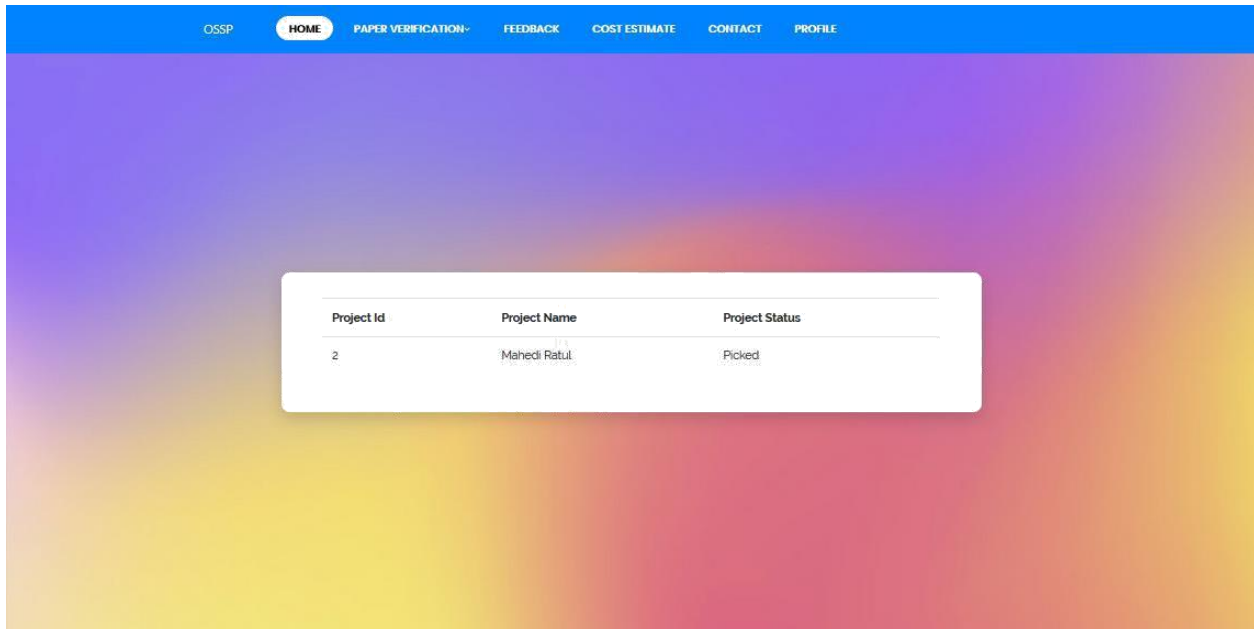 OSSP HOME PAPER VERIFICATION FEEDBACK COST ESTIMATE CONTACT PROFILE
Project Id Project Name Project Status
2 Mahedi Ratul Picked